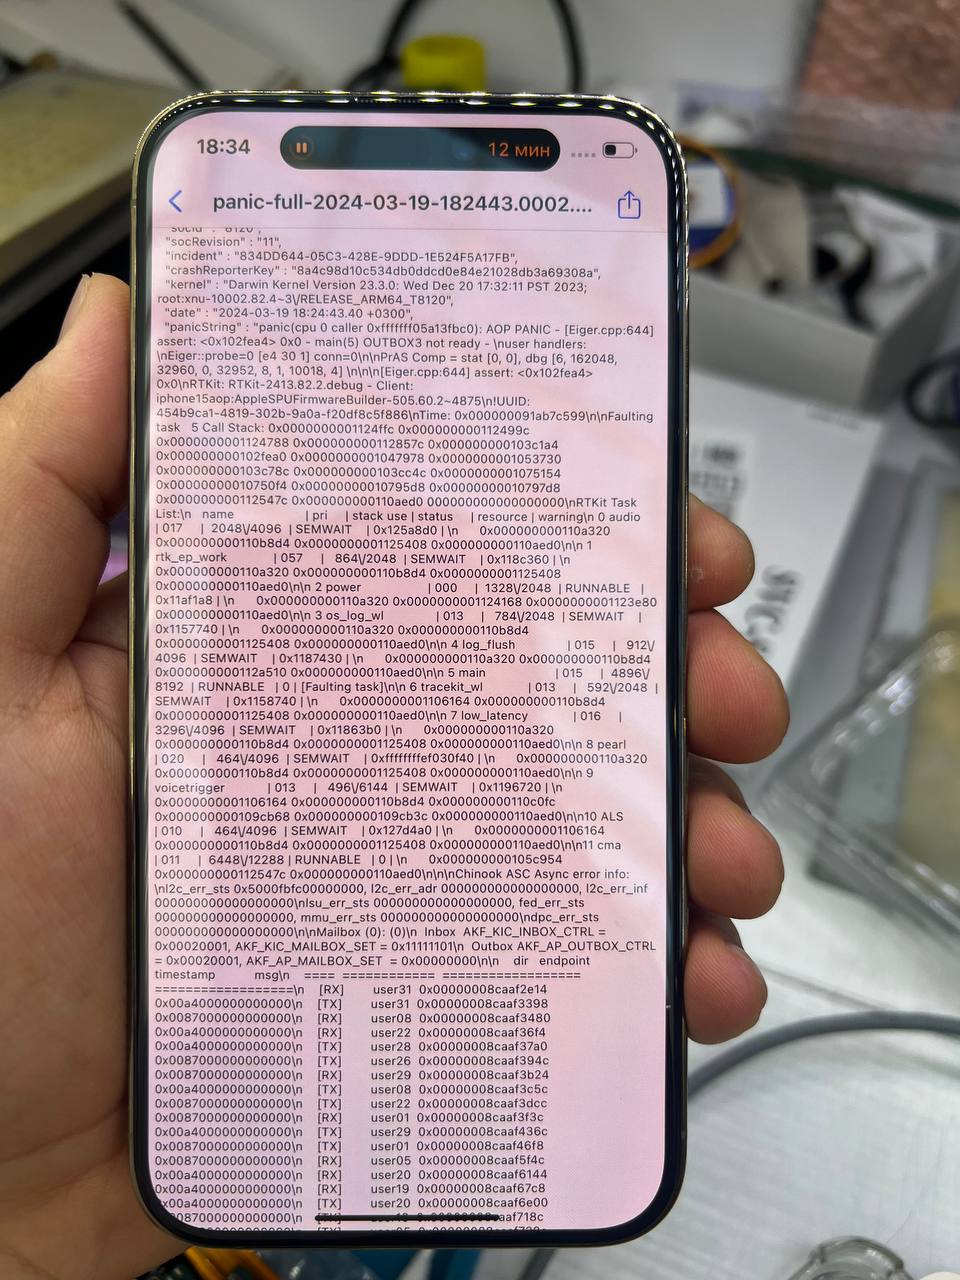 18:34
12 мин
panic-full-2024-03-19-182443.0002....
"socId" : "8120",
"socRevision" : "11",
"incident" : "834DD644-05C3-428E-9DDD-1E524F5A17FB",
"crashReporterKey" : "8a4c98d10c534db0ddcd0e84e21028db3a69308a",
"kernel" : "Darwin Kernel Version 23.3.0: Wed Dec 20 17:32:11 PST 2023;
root:xnu-10002.82.4~3\/RELEASE_ARM64_T8120",
"date" : "2024-03-19 18:24:43.40 +0300",
"panicString" : "panic(cpu 0 caller 0xfffffff05a13fbc0): AOP PANIC - [Eiger.cpp:644]
assert: <0x102fea4> 0x0 - main(5) OUTBOX3 not ready - \nuser handlers:
\nEiger::probe=0 [e4 30 1] conn=0\n\nPrAS Comp = stat [0, 0], dbg [6, 162048,
32960, 0, 32952, 8, 1, 10018, 4] \n\n\n[Eiger.cpp:644] assert: <0x102fea4>
0x0\nRTKit: RTKit-2413.82.2.debug - Client:
iphone15aop:AppleSPUFirmwareBuilder-505.60.2~4875\n!UUID:
454b9ca1-4819-302b-9a0a-f20df8c5f886\nTime: 0x000000091ab7c599\n\nFaulting
task 5 Call Stack: 0x0000000001124ffc 0x000000000112499c
0x0000000001124788 0x000000000112857c 0x000000000103c1a4
0x000000000102fea0 0x0000000001047978 0x0000000001053730
0x000000000103c78c 0x000000000103cc4c 0x0000000001075154
0x00000000010750f4 0x00000000010795d8 0x00000000010797d8
0x000000000112547c 0x000000000110aed0 0000000000000000\nRTKit Task
List:\n name | pri | stack use | status | resource | warning\n 0 audio
| 017 | 2048\/4096 | SEMWAIT | 0x125a8d0 | \n 0x000000000110a320
0x000000000110b8d4 0x0000000001125408 0x000000000110aed0\n\n 1
rtk_ep_work | 057 | 864\/2048 | SEMWAIT | 0x118c360 | \n
0x000000000110a320 0x000000000110b8d4 0x0000000001125408
0x000000000110aed0\n\n 2 power | 000 | 1328\/2048 | RUNNABLE |
0x11af1a8 | \n 0x000000000110a320 0x0000000001124168 0x0000000001123e80
0x000000000110aed0\n\n 3 os_log_wl | 013 | 784\/2048 | SEMWAIT |
0x1157740 | \n 0x000000000110a320 0x000000000110b8d4
0x0000000001125408 0x000000000110aed0\n\n 4 log_flush | 015 | 912\/
4096 | SEMWAIT | 0x1187430 | \n 0x000000000110a320 0x000000000110b8d4
0x000000000112a510 0x000000000110aed0\n\n 5 main | 015 | 4896\/
8192 | RUNNABLE | 0 | [Faulting task]\n\n 6 tracekit_wl | 013 | 592\/2048 |
SEMWAIT | 0x1158740 | \n 0x0000000001106164 0x000000000110b8d4
0x0000000001125408 0x000000000110aed0\n\n 7 low_latency | 016 |
3296\/4096 | SEMWAIT | 0x11863b0 | \n 0x000000000110a320
0x000000000110b8d4 0x0000000001125408 0x000000000110aed0\n\n 8 pearl
| 020 | 464\/4096 | SEMWAIT | 0xffffffffef030f40 | \n 0x000000000110a320
0x000000000110b8d4 0x0000000001125408 0x000000000110aed0\n\n 9
voicetrigger | 013 | 496\/6144 | SEMWAIT | 0x1196720 | \n
0x0000000001106164 0x000000000110b8d4 0x000000000110c0fc
0x000000000109cb68 0x000000000109cb3c 0x000000000110aed0\n\n10 ALS
| 010 | 464\/4096 | SEMWAIT | 0x127d4a0 | \n 0x0000000001106164
0x000000000110b8d4 0x0000000001125408 0x000000000110aed0\n\n11 cma
| 011 | 6448\/12288 | RUNNABLE | 0 | \n 0x000000000105c954
0x000000000112547c 0x000000000110aed0\n\n\nChinook ASC Async error info:
\nl2c_err_sts 0x5000fbfc00000000, l2c_err_adr 0000000000000000, l2c_err_inf
0000000000000000\nlsu_err_sts 0000000000000000, fed_err_sts
0000000000000000, mmu_err_sts 0000000000000000\ndpc_err_sts
0000000000000000\n\nMailbox (0): (0)\n Inbox AKF_KIC_INBOX_CTRL =
0x00020001, AKF_KIC_MAILBOX_SET = 0x11111101\n Outbox AKF_AP_OUTBOX_CTRL
= 0x00020001, AKF_AP_MAILBOX_SET = 0x00000000\n\n dir endpoint
timestamp msg\n ==== ============ ==================
==================\n [RX] user31 0x00000008caaf2e14
0x00a4000000000000\n [TX] user31 0x00000008caaf3398
0x0087000000000000\n [RX] user08 0x00000008caaf3480
0x00a4000000000000\n [RX] user22 0x00000008caaf36f4
0x00a4000000000000\n [TX] user28 0x00000008caaf37a0
0x0087000000000000\n [TX] user26 0x00000008caaf394c
0x0087000000000000\n [RX] user29 0x00000008caaf3b24
0x00a4000000000000\n [TX] user08 0x00000008caaf3c5c
0x0087000000000000\n [TX] user22 0x00000008caaf3dcc
0x0087000000000000\n [RX] user01 0x00000008caaf3f3c
0x00a4000000000000\n [TX] user29 0x00000008caaf436c
0x0087000000000000\n [TX] user01 0x00000008caaf46f8
0x0087000000000000\n [RX] user05 0x00000008caaf5f4c
0x00a4000000000000\n [RX] user20 0x00000008caaf6144
0x00a4000000000000\n [RX] user19 0x00000008caaf67c8
0x00a4000000000000\n [TX] user20 0x00000008caaf6e00
0x0087000000000000\n